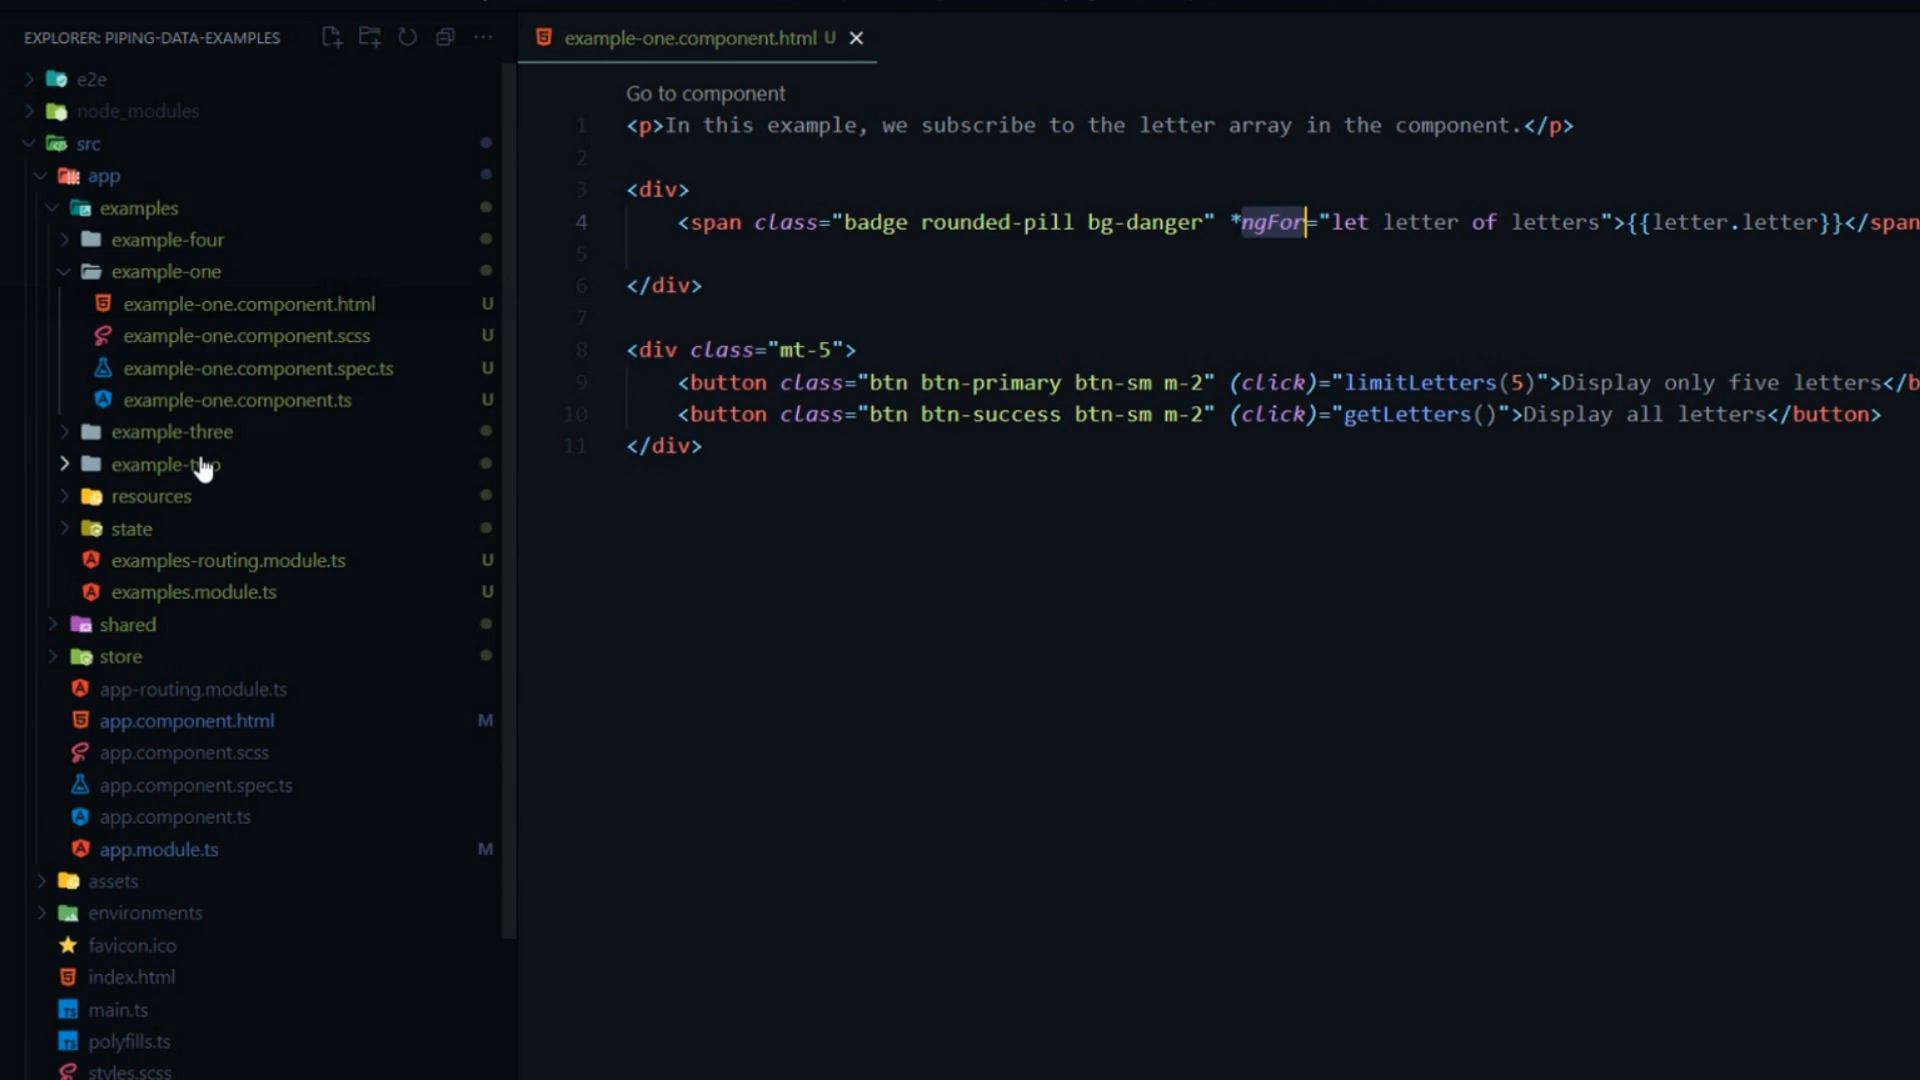 EXPLORER: PIPING-DATA-EXAMPLES
e2e
node_modules
src
app
examples
example-four
example-one
example-one.component.html U
example-one.component.scss U
example-one.component.spec.ts U
example-one.component.ts U
example-three
example-two
resources
state
examples-routing.module.ts U
examples.module.ts U
shared
store
app-routing.module.ts
app.component.html M
app.component.scss
app.component.spec.ts
app.component.ts
app.module.ts M
assets
environments
favicon.ico
index.html
main.ts
polyfills.ts
styles.scss
example-one.component.html U
Go to component
1 <p>In this example, we subscribe to the letter array in the component.</p>
2
3 <div>
4 <span class="badge rounded-pill bg-danger" *ngFor="let letter of letters">{{letter.letter}}</span
5
6 </div>
7
8 <div class="mt-5">
9 <button class="btn btn-primary btn-sm m-2" (click)="limitLetters(5)">Display only five letters</b
10 <button class="btn btn-success btn-sm m-2" (click)="getLetters()">Display all letters</button>
11 </div>